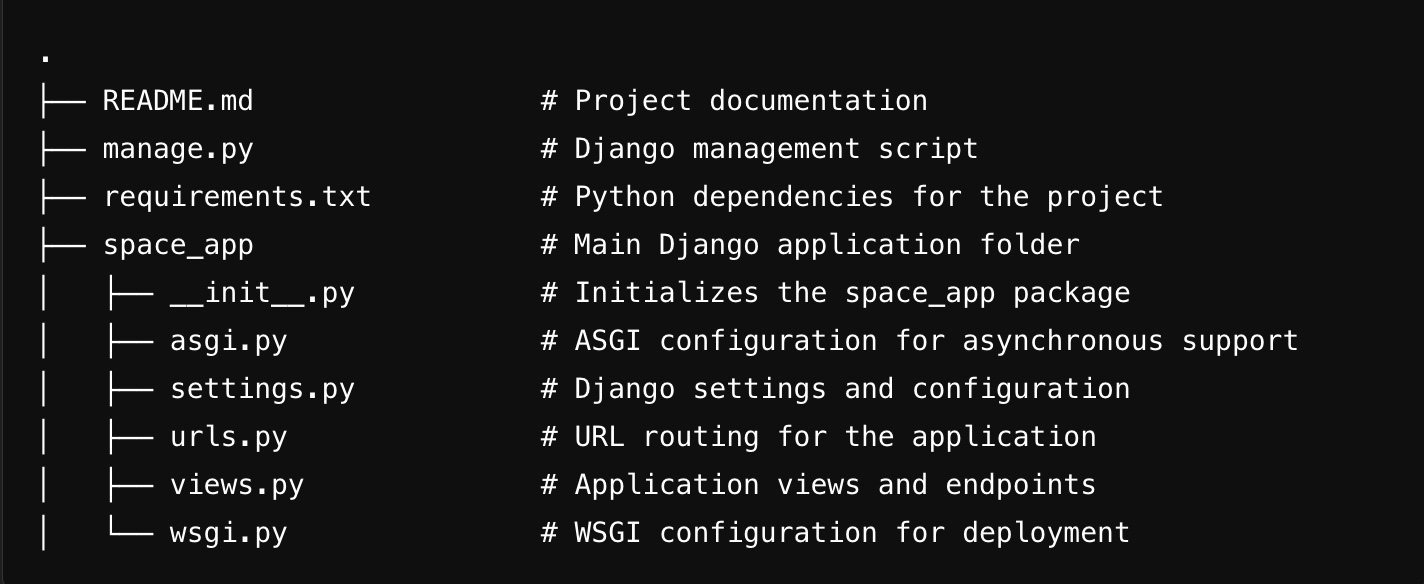 .
├── README.md                # Project documentation
├── manage.py                # Django management script
├── requirements.txt         # Python dependencies for the project
├── space_app                # Main Django application folder
│   ├── __init__.py          # Initializes the space_app package
│   ├── asgi.py              # ASGI configuration for asynchronous support
│   ├── settings.py          # Django settings and configuration
│   ├── urls.py              # URL routing for the application
│   ├── views.py             # Application views and endpoints
│   └── wsgi.py              # WSGI configuration for deployment